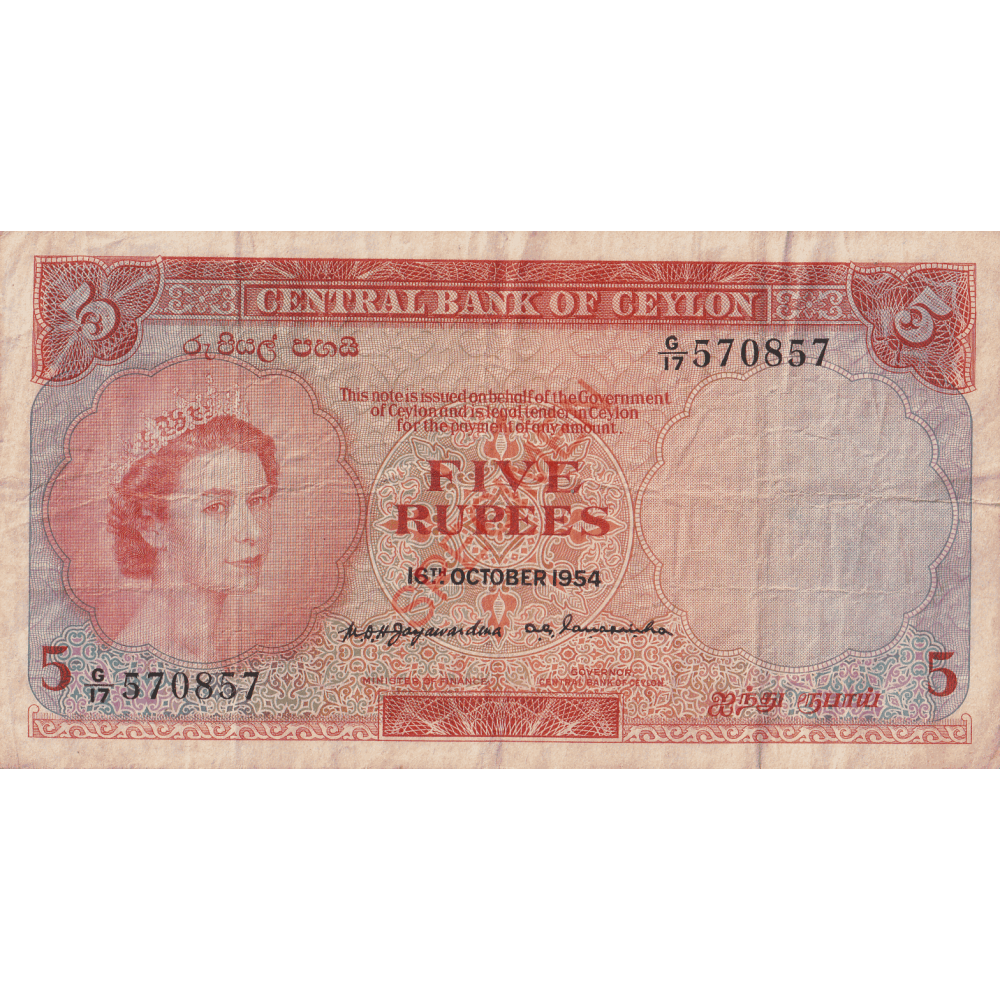 CENTRAL BANK OF CEYLON
රුපියල් පහයි
G/17 570857
This note is issued on behalf of the Government
of Ceylon and is legal tender in Ceylon
for the payment of any amount.
FIVE
RUPEES
16TH OCTOBER 1954
5 G/17 570857
MINISTER OF FINANCE
GOVERNOR
CENTRAL BANK OF CEYLON
ஐந்து ரூபாய்
5